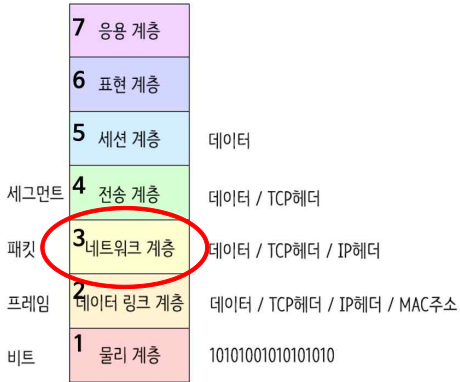 7 응용 계층
6 표현 계층
5 세션 계층 데이터
세그먼트 4 전송 계층 데이터 / TCP헤더
패킷 3 네트워크 계층 데이터 / TCP헤더 / IP헤더
프레임 2 데이터 링크 계층 데이터 / TCP헤더 / IP헤더 / MAC주소
비트 1 물리 계층 10101001010101010